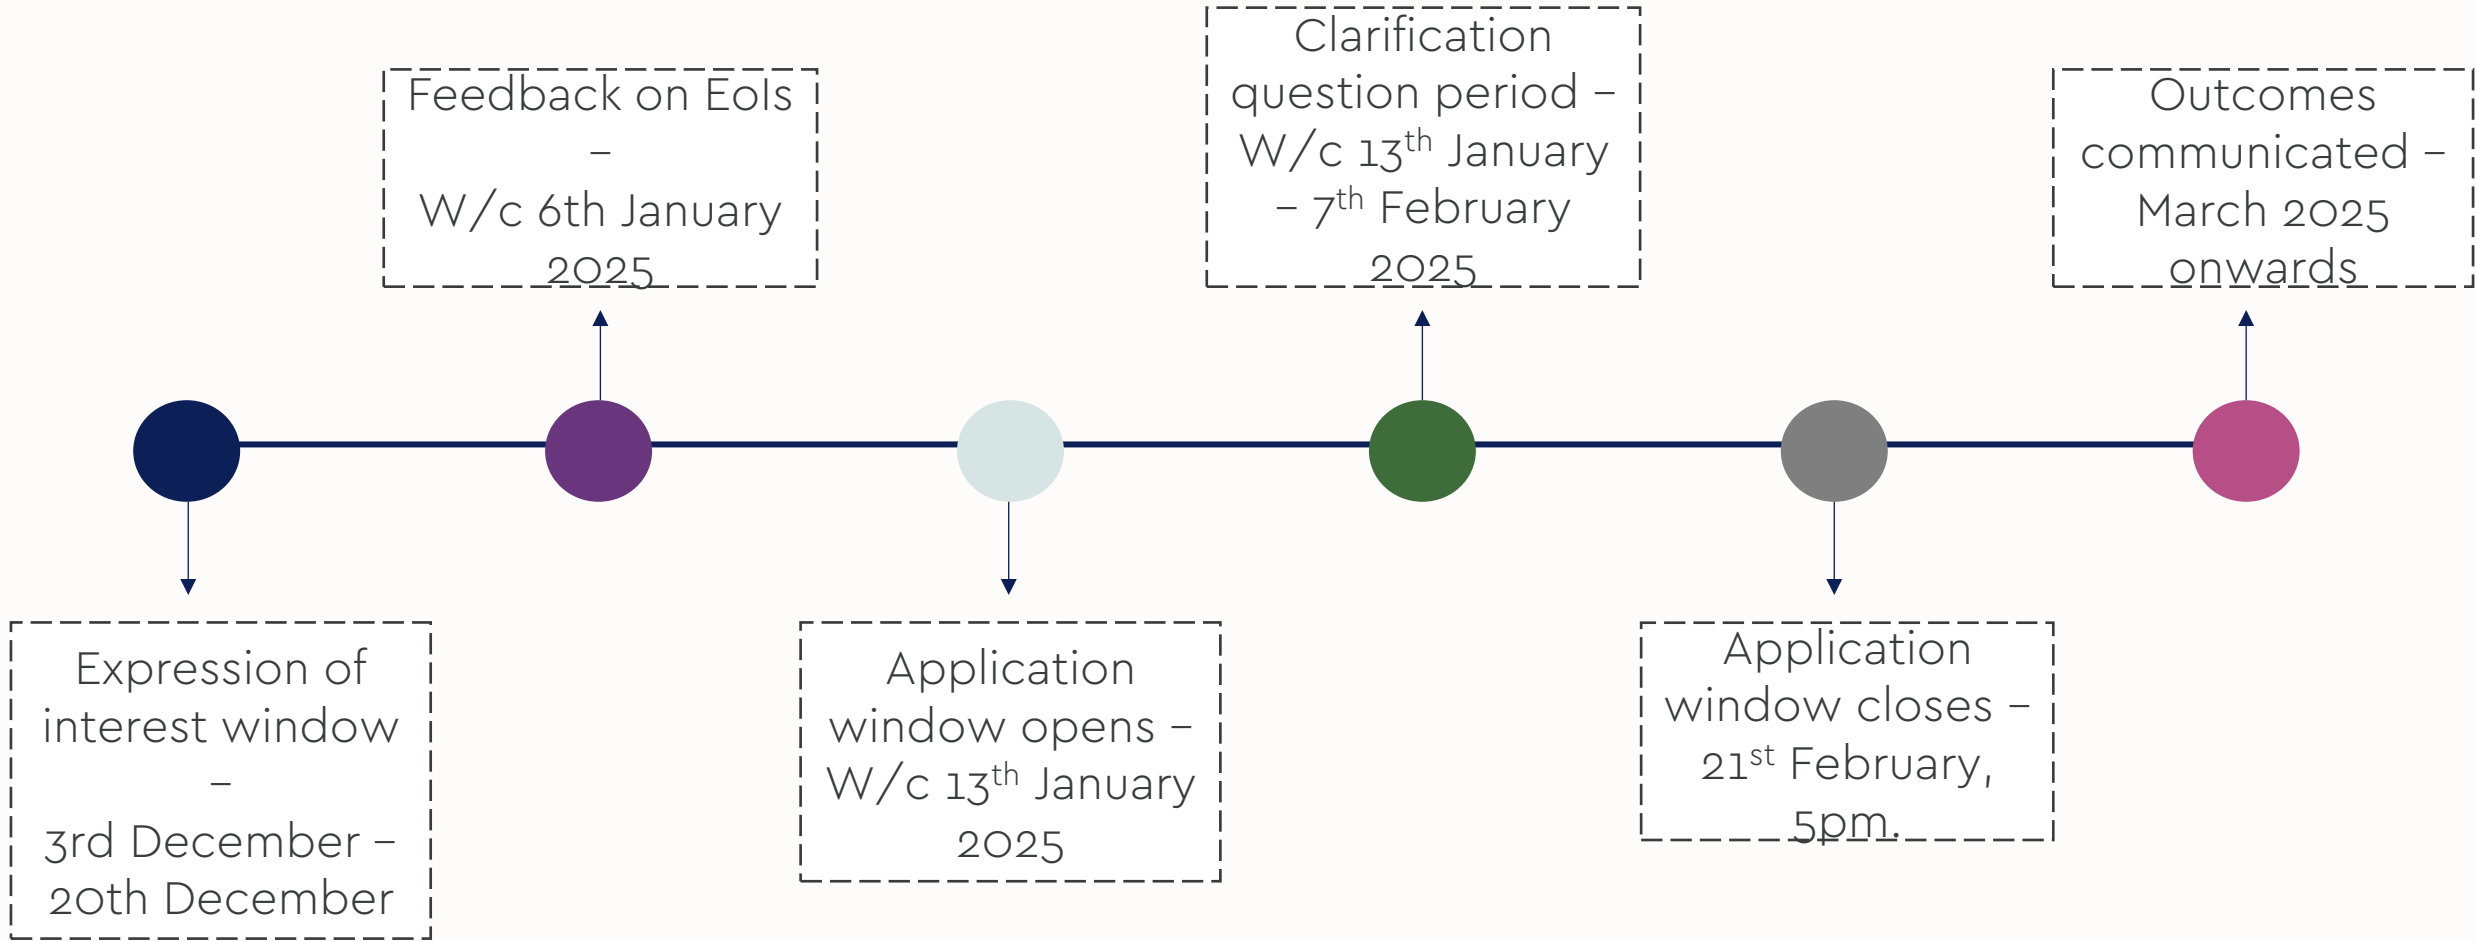 Expression of
interest window
–
3rd December –
20th December
Feedback on EoIs
–
W/c 6th January
2025
Application
window opens –
W/c 13th January
2025
Clarification
question period –
W/c 13th January
– 7th February
2025
Application
window closes –
21st February,
5pm.
Outcomes
communicated –
March 2025
onwards